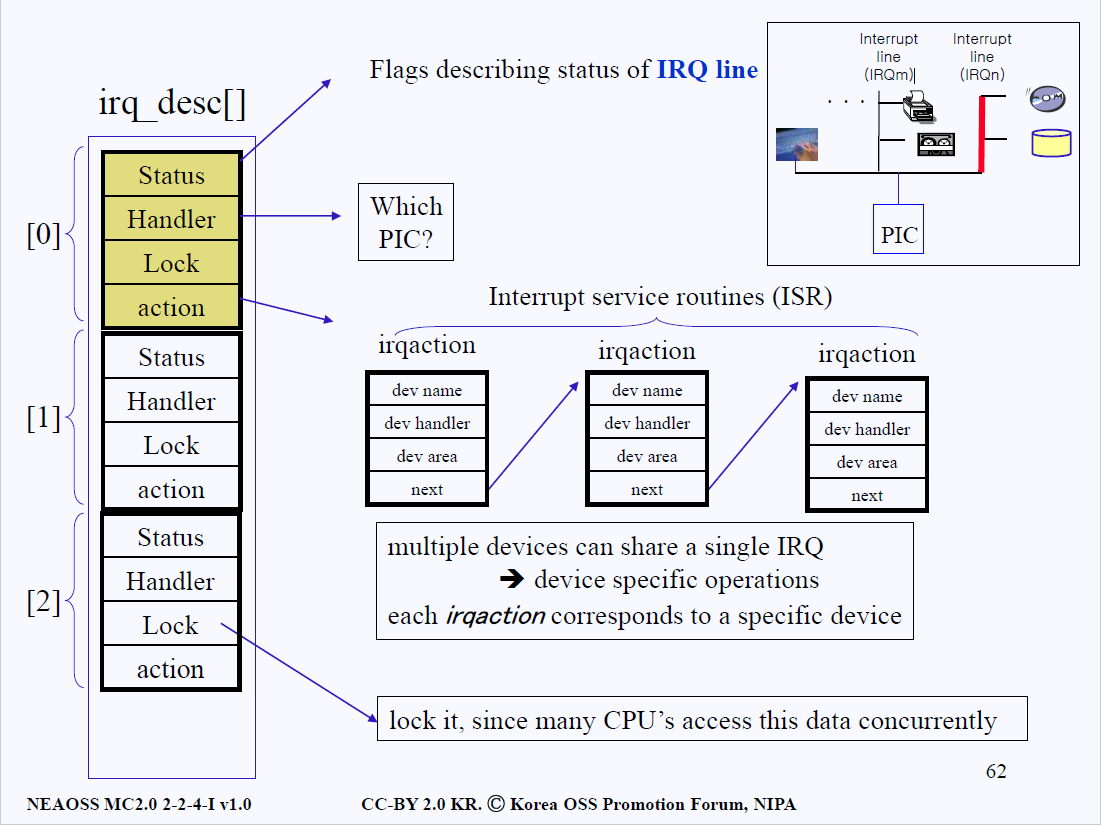 irq_desc[]
Flags describing status of IRQ line
Interrupt
line
(IRQm)|
Interrupt
line
(IRQn)
. . .
PIC
[0]
Status
Handler
Lock
action
Which
PIC?
Interrupt service routines (ISR)
[1]
Status
Handler
Lock
action
irqaction
dev name
dev handler
dev area
next
irqaction
dev name
dev handler
dev area
next
irqaction
dev name
dev handler
dev area
next
[2]
Status
Handler
Lock
action
multiple devices can share a single IRQ
➔ device specific operations
each irqaction corresponds to a specific device
lock it, since many CPU’s access this data concurrently
62
NEAOSS MC2.0 2-2-4-I v1.0
CC-BY 2.0 KR. Ⓒ Korea OSS Promotion Forum, NIPA